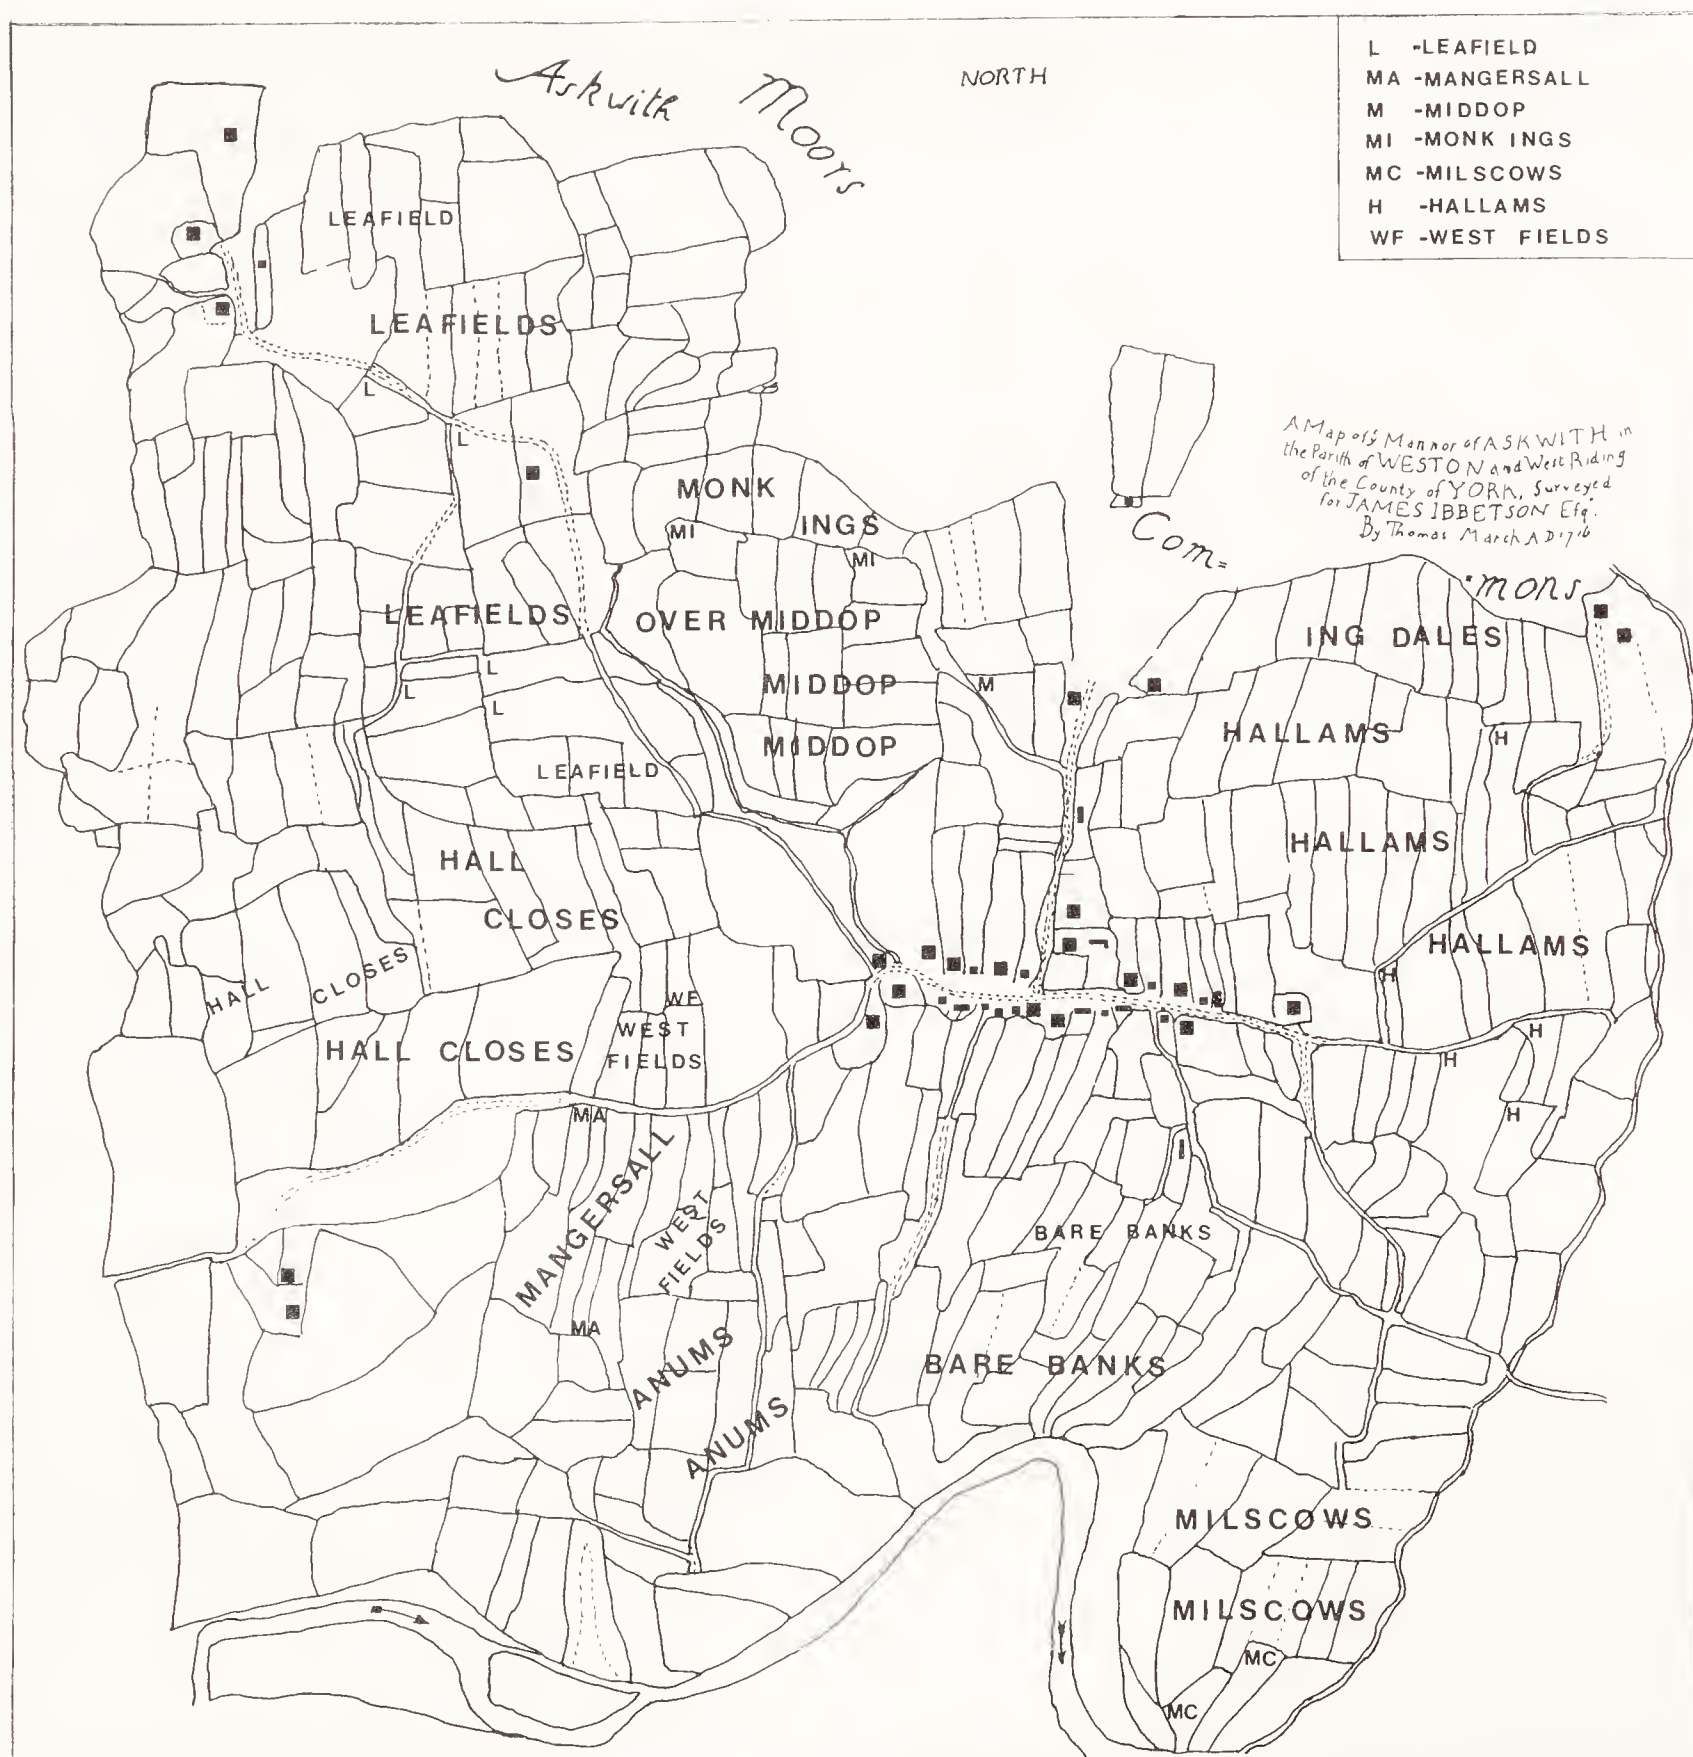 Askwith Moors
NORTH
L -LEAFIELD
MA -MANGERSALL
M -MIDDOP
MI -MONK INGS
MC -MILSCOWS
H -HALLAMS
WF -WEST FIELDS
A Map of yͤ Mannor of ASKWITH in
the Parith of WESTON and West Riding
of the County of YORK, Surveyed
for JAMES IBBETSON Efq.
By Thomas March AD 1716
Com=
mons
LEAFIELD
LEAFIELDS
L
L
MONK
INGS
MI
MI
LEAFIELDS
OVER MIDDOP
ING DALES
L
L
L
MIDDOP
M
MIDDOP
HALLAMS
H
LEAFIELD
HALLAMS
HALL
CLOSES
HALLAMS
HALL CLOSES
H
WF
WEST
FIELDS
HALL CLOSES
H
H
H
MA
MANGERSALL
WEST
FIELDS
BARE BANKS
MA
ANUMS
BARE BANKS
ANUMS
MILSCOWS
MILSCOWS
MC
MC